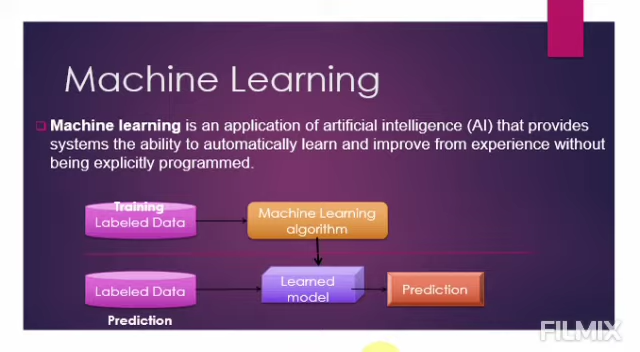 Machine Learning
Machine learning is an application of artificial intelligence (AI) that provides
systems the ability to automatically learn and improve from experience without
being explicitly programmed.
Training
Labeled Data
Machine Learning
algorithm
Labeled Data
Learned
model
Prediction
Prediction
FILMIX